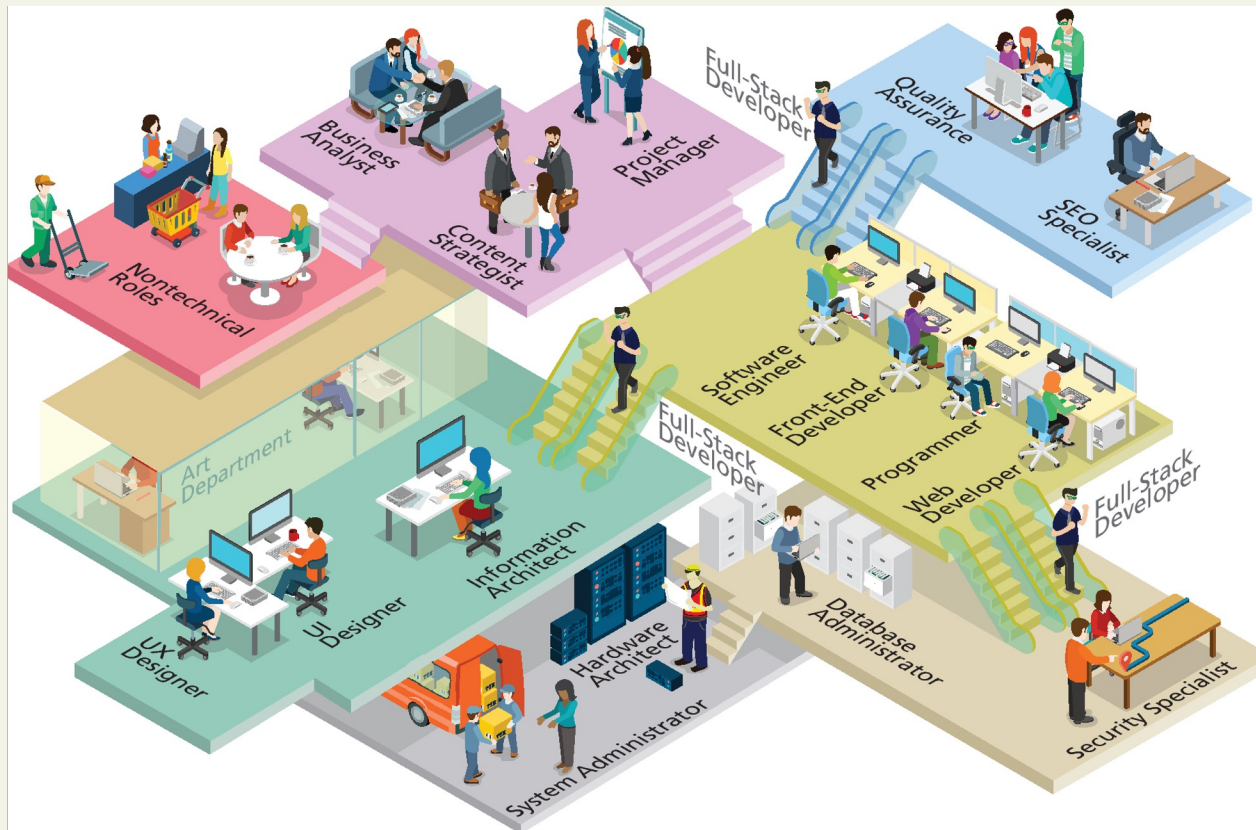 Business
Analyst
Project
Manager
Content
Strategist
Full-Stack
Developer
Quality
Assurance
SEO
Specialist
Nontechnical
Roles
Software
Engineer
Front-End
Developer
Programmer
Web
Developer
Full-Stack
Developer
Full-Stack
Developer
Art
Department
Information
Architect
UI
Designer
UX
Designer
Hardware
Architect
System Administrator
Database
Administrator
Security Specialist